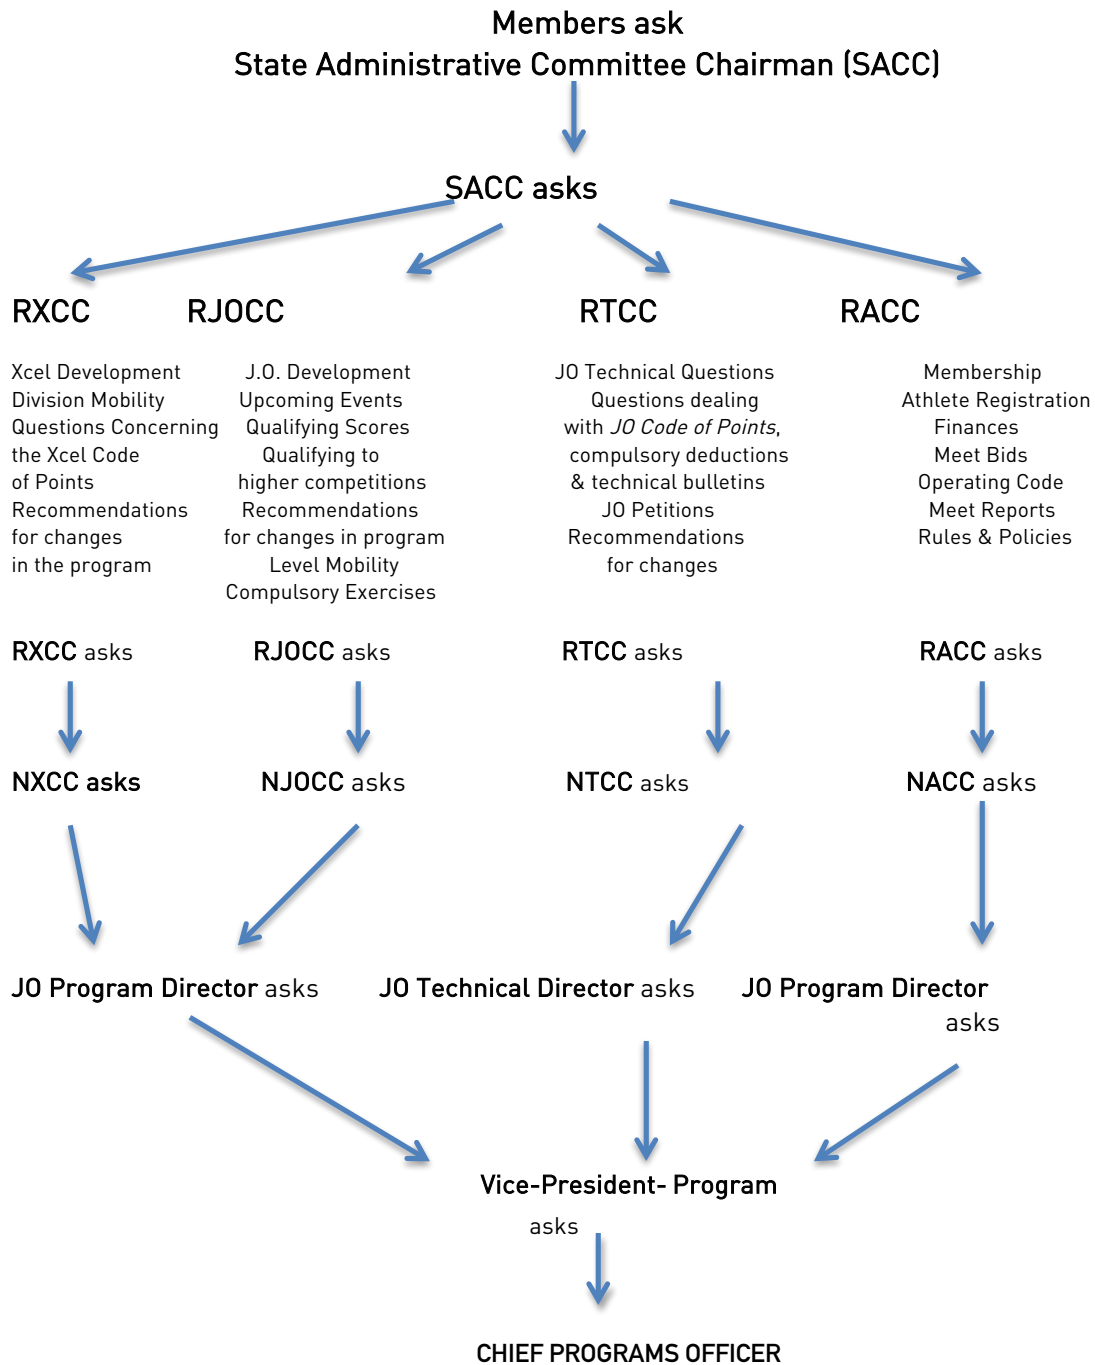 Members ask
State Administrative Committee Chairman (SACC)
SACC asks
RXCC
RJOCC
RTCC
RACC
Xcel Development
Division Mobility
Questions Concerning
the Xcel Code
of Points
Recommendations
for changes
in the program
J.O. Development
Upcoming Events
Qualifying Scores
Qualifying to
higher competitions
Recommendations
for changes in program
Level Mobility
Compulsory Exercises
JO Technical Questions
Questions dealing
with JO Code of Points,
compulsory deductions
& technical bulletins
JO Petitions
Recommendations
for changes
Membership
Athlete Registration
Finances
Meet Bids
Operating Code
Meet Reports
Rules & Policies
RXCC asks
RJOCC asks
RTCC asks
RACC asks
NXCC asks
NJOCC asks
NTCC asks
NACC asks
JO Program Director asks
JO Technical Director asks
JO Program Director
asks
Vice-President- Program
asks
CHIEF PROGRAMS OFFICER